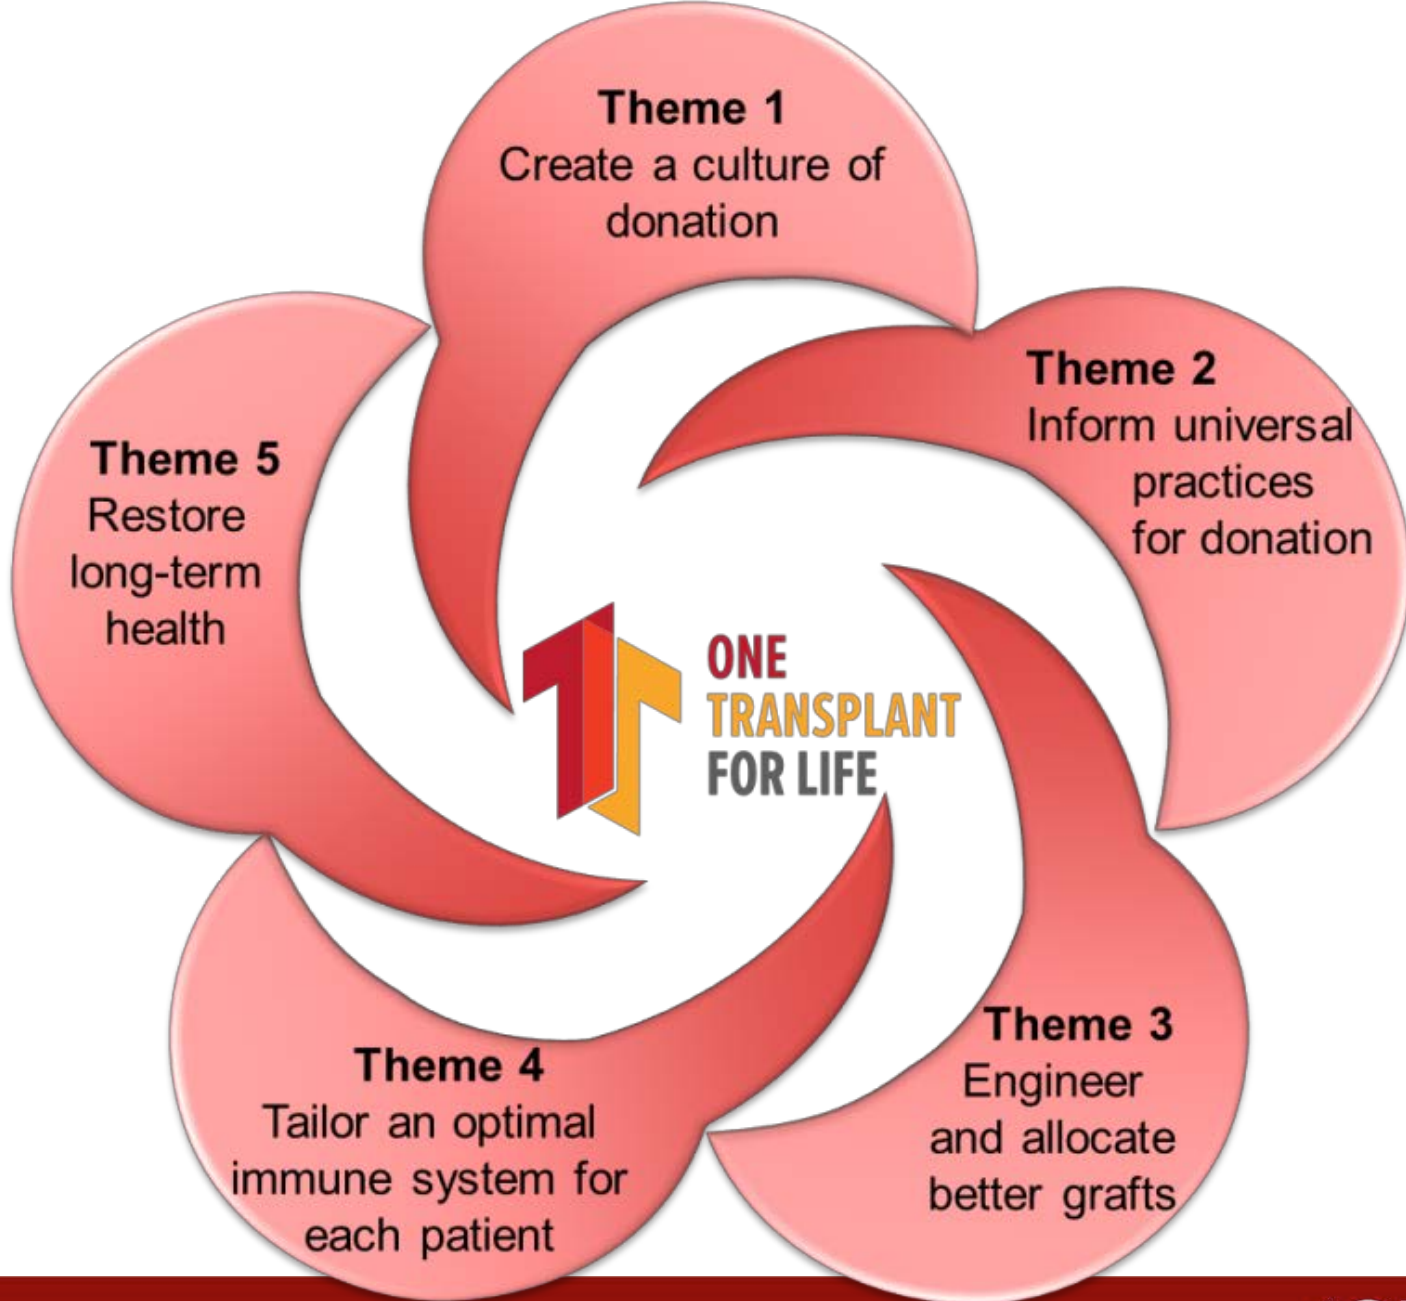 Theme 1
Create a culture of
donation
Theme 2
Inform universal
practices
for donation
Theme 3
Engineer
and allocate
better grafts
Theme 4
Tailor an optimal
immune system for
each patient
Theme 5
Restore
long-term
health
ONE
TRANSPLANT
FOR LIFE